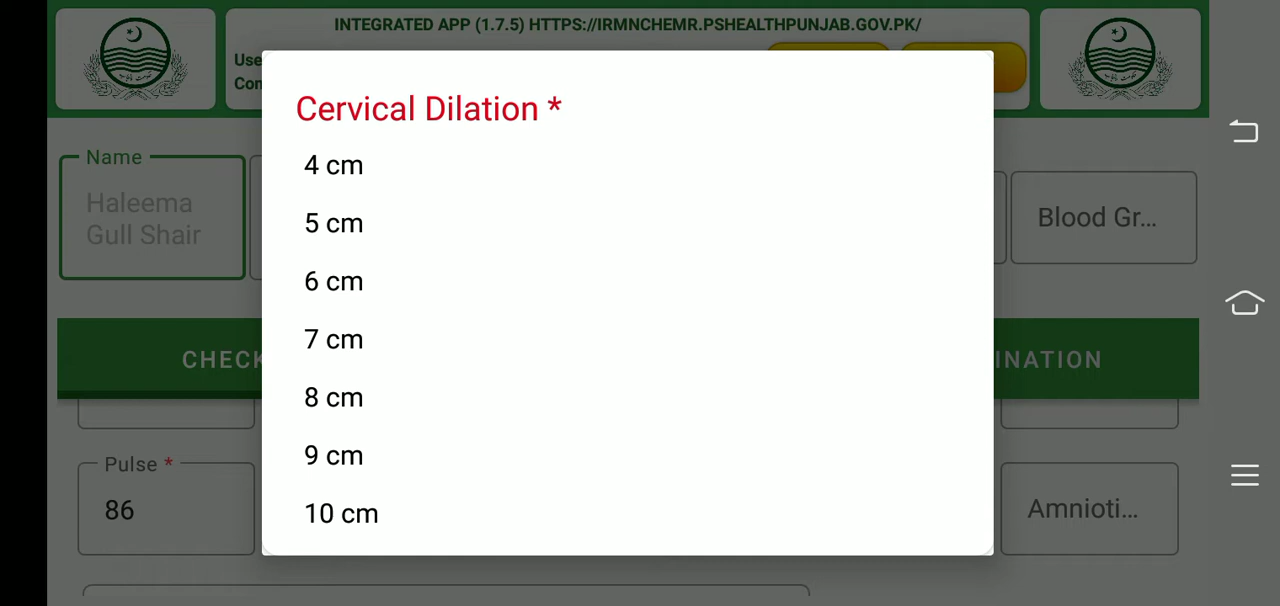 INTEGRATED APP (1.7.5) HTTPS://IRMNCHEMR.PSHEALTHPUNJAB.GOV.PK/
Use
Con
Cervical Dilation *
4 cm
5 cm
6 cm
7 cm
8 cm
9 cm
10 cm
Name
Haleema
Gull Shair
Blood Gr...
CHECK
INATION
Pulse *
86
Amnioti...